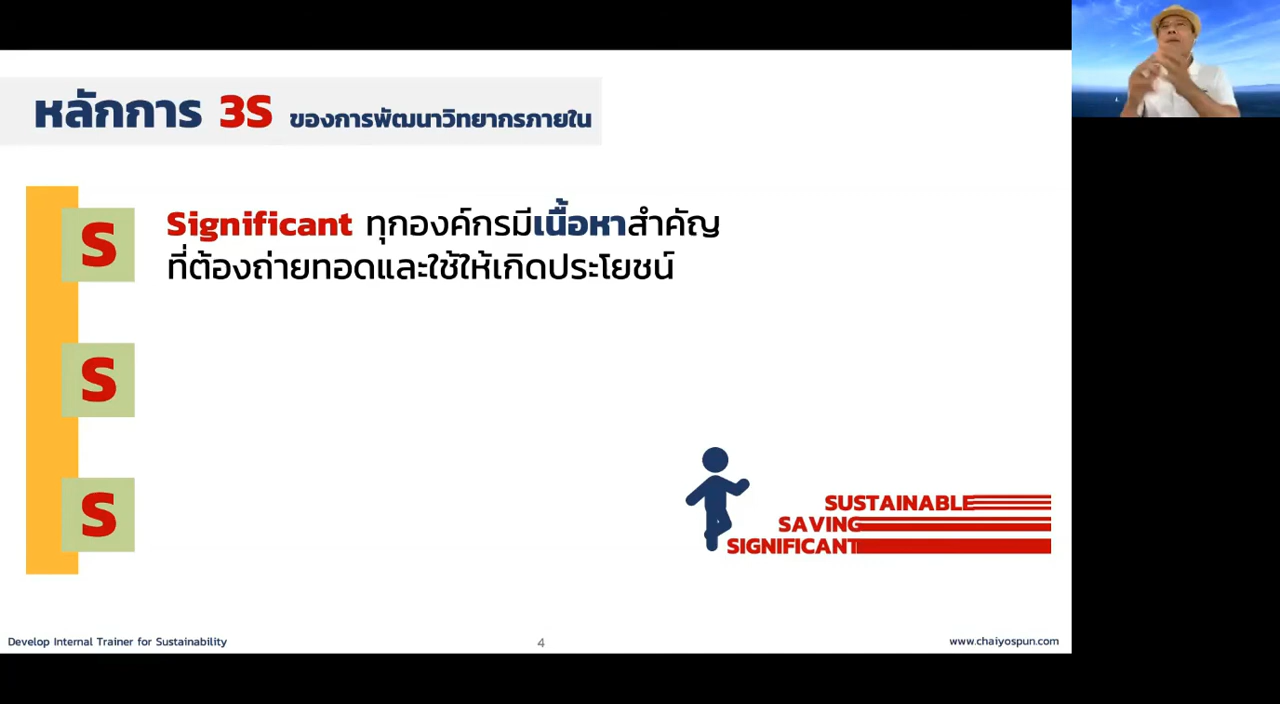 หลักการ 3S ของการพัฒนาวิทยากรภายใน
S
Significant ทุกองค์กรมีเนื้อหาสำคัญ
ที่ต้องถ่ายทอดและใช้ให้เกิดประโยชน์
S
S
SUSTAINABLE
SAVING
SIGNIFICANT
Develop Internal Trainer for Sustainability
4
www.chaiyospun.com